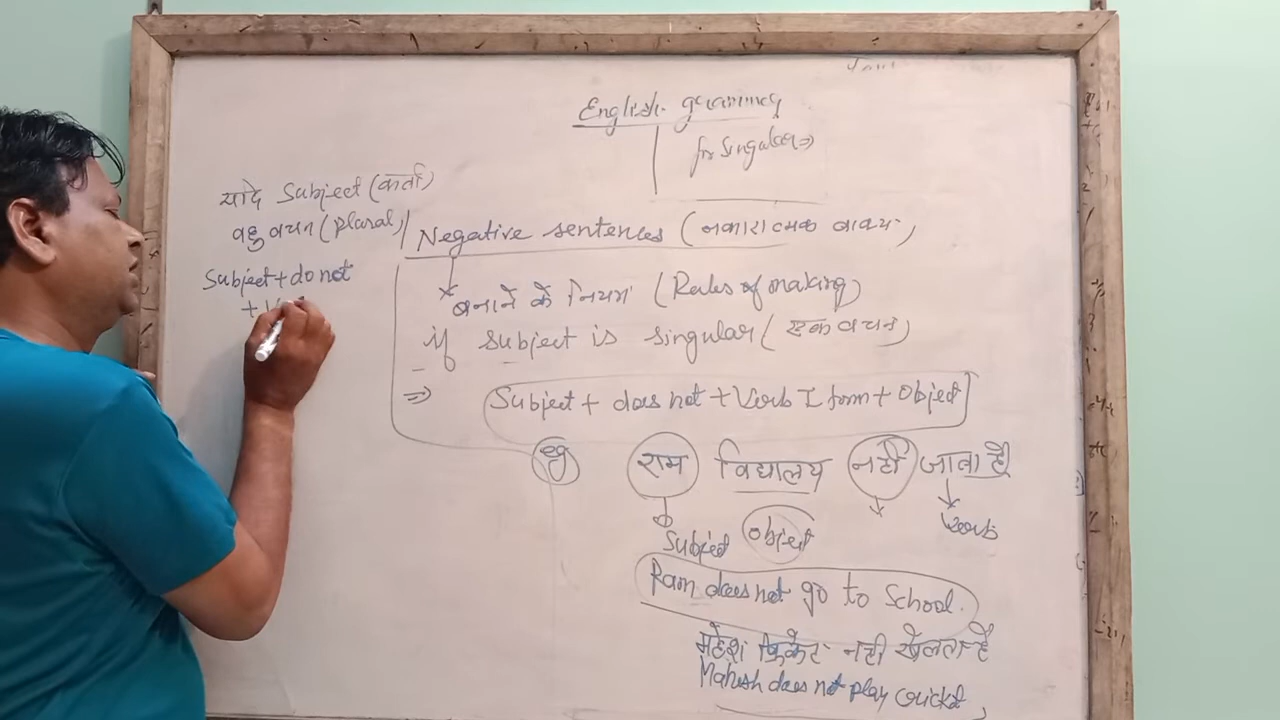 English grammar
for Singular ⇒
यदि Subject (कर्ता)
बहु वचन (Plural)
Subject + do not
+ V
Negative sentences (नकारात्मक वाक्य)
बनाने के नियम (Rules of making)
if subject is singular (एक वचन)
⇒ Subject + does not + Verb I form + Object
eg राम विद्यालय नहीं जाता है
Verb
Subject Object
Ram does not go to School.
महेश क्रिकेट नहीं खेलता है
Mahesh does not play cricket